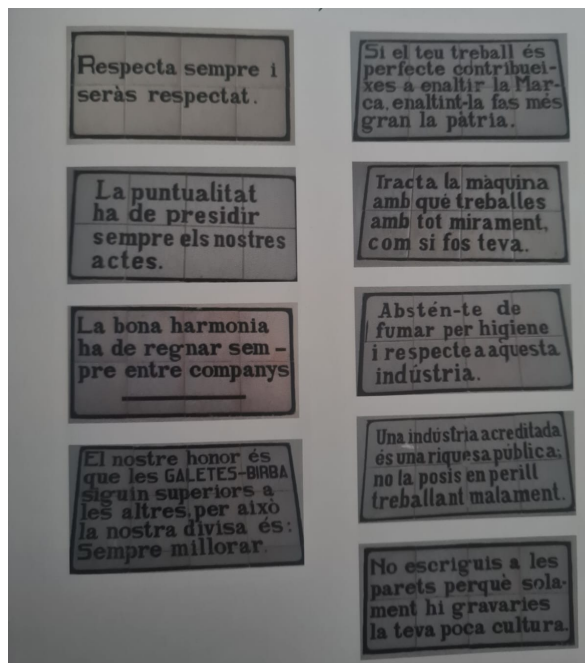 Respecta sempre i
seràs respectat.
La puntualitat
ha de presidir
sempre els nostres
actes.
La bona harmonia
ha de regnar sem-
pre entre companys
El nostre honor és
que les GALETES-BIRBA
siguin superiors a
les altres, per això
la nostra divisa és:
Sempre millorar.
Si el teu treball és
perfecte contribuei-
xes a enaltir la Mar-
ca, enaltint-la fas més
gran la pàtria.
Tracta la màquina
amb què treballes
amb tot mirament,
com si fos teva.
Abstén-te de
fumar per higiene
i respecte a aquesta
indústria.
Una indústria acreditada
és una riquesa pública;
no la posis en perill
treballant malament.
No escriguis a les
parets perquè sola-
ment hi gravaries
la teva poca cultura.